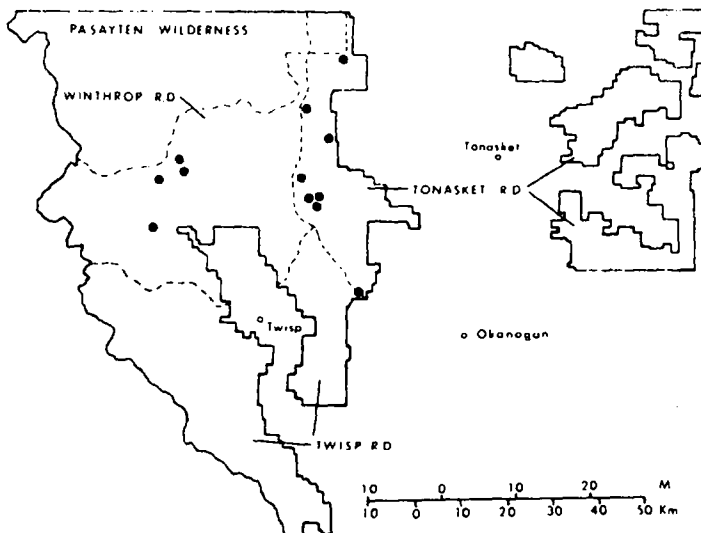 PASAYTEN WILDERNESS
WINTHROP R.D
Tonasket
TONASKET R.D
Twisp
Okanogan
TWISP R.D
10 0 10 20 M
10 0 10 20 30 40 50 Km